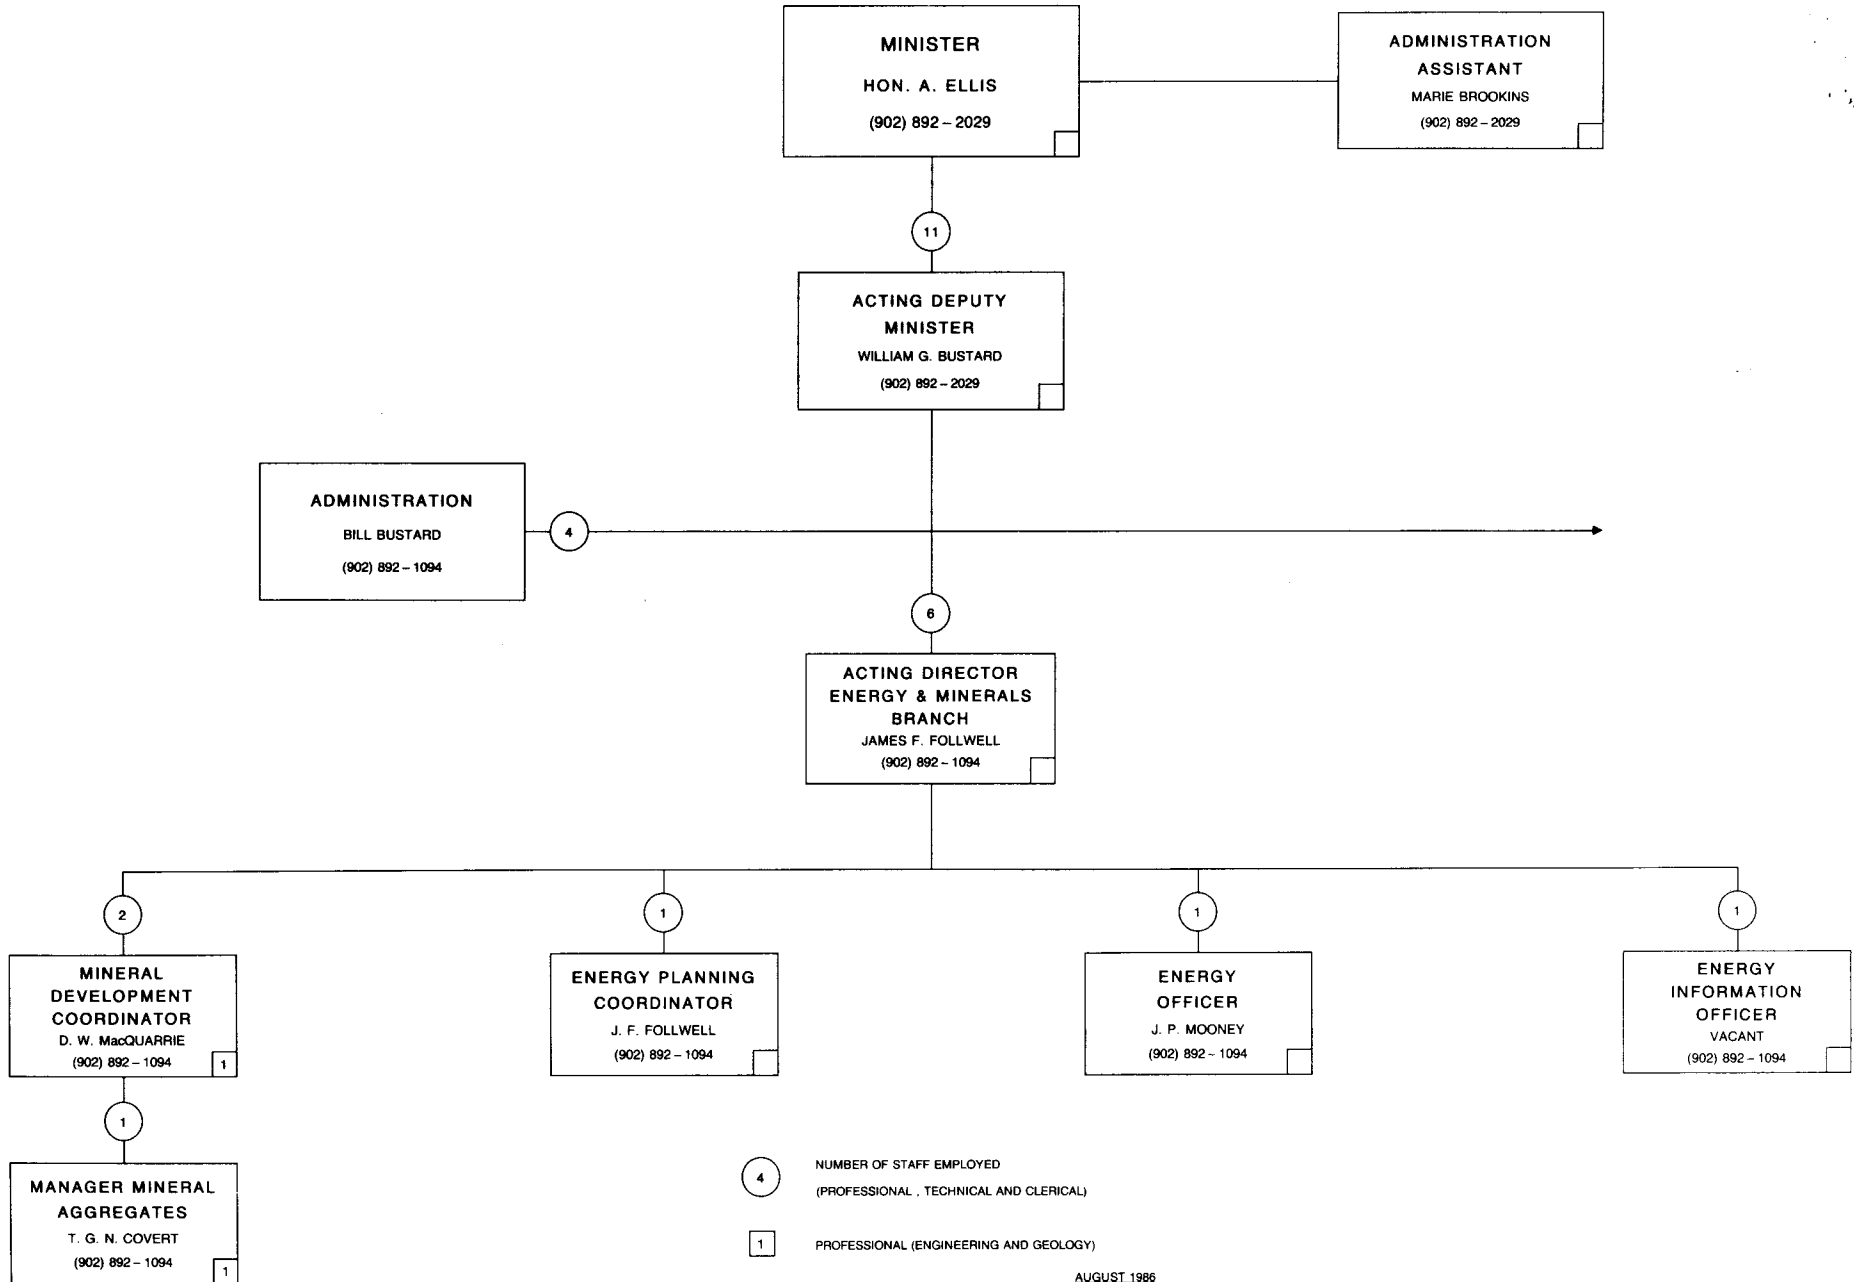 MINISTER
HON. A. ELLIS
(902) 892 – 2029
ADMINISTRATION
ASSISTANT
MARIE BROOKINS
(902) 892 – 2029
11
ACTING DEPUTY
MINISTER
WILLIAM G. BUSTARD
(902) 892 – 2029
ADMINISTRATION
BILL BUSTARD
(902) 892 – 1094
4
6
ACTING DIRECTOR
ENERGY & MINERALS
BRANCH
JAMES F. FOLLWELL
(902) 892 – 1094
2
MINERAL
DEVELOPMENT
COORDINATOR
D. W. MacQUARRIE
(902) 892 – 1094
1
1
ENERGY PLANNING
COORDINATOR
J. F. FOLLWELL
(902) 892 – 1094
1
ENERGY
OFFICER
J. P. MOONEY
(902) 892 – 1094
1
ENERGY
INFORMATION
OFFICER
VACANT
(902) 892 – 1094
1
MANAGER MINERAL
AGGREGATES
T. G. N. COVERT
(902) 892 – 1094
1
4
NUMBER OF STAFF EMPLOYED
(PROFESSIONAL , TECHNICAL AND CLERICAL)
1
PROFESSIONAL (ENGINEERING AND GEOLOGY)
AUGUST 1986